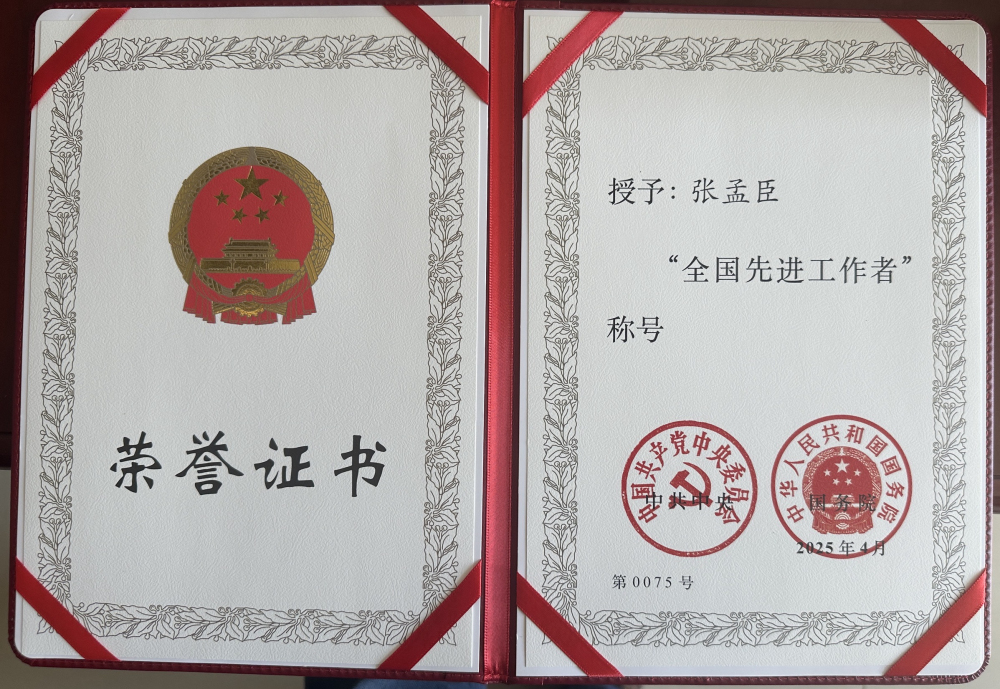 荣誉证书
授予：张孟臣
“全国先进工作者”
称号
中国共产党中央委员会
中共中央
中华人民共和国国务院
国务院
2025年4月
第0075号